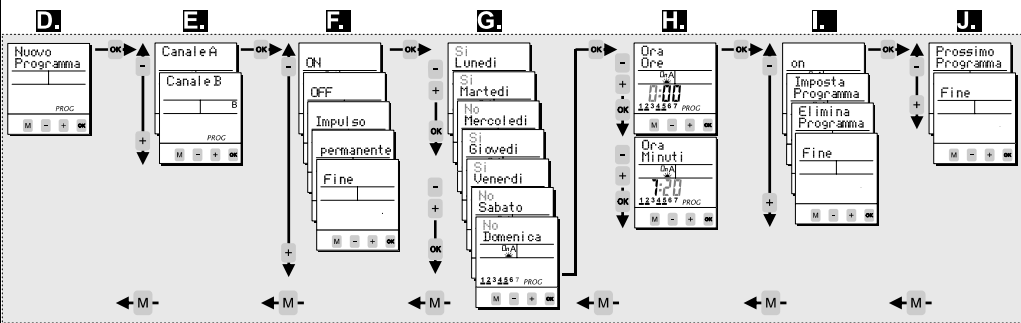 D.
Nuovo
Programma
PROG
M - + OK
OK
-
+
E.
Canale A
Canale B
B
PROG
M - + OK
OK
-
+
F.
ON
OFF
Impulso
permanente
Fine
M - + OK
OK
-
+
OK
-
+
OK
G.
Si
Lunedi
Si
Martedi
No
Mercoledi
Si
Giovedi
Si
Venerdi
No
Sabato
No
Domenica
OnA
1234567 PROG
M - + OK
OK
-
+
OK
-
+
OK
H.
Ora
Ore
OnA
0:00
1234567 PROG
M - + OK
Ora
Minuti
OnA
7:20
1234567 PROG
M - + OK
OK
-
+
I.
on
Imposta
Programma
Elimina
Programma
Fine
M - + OK
OK
-
+
J.
Prossimo
Programma
Fine
M - + OK
M
M
M
M
M
M